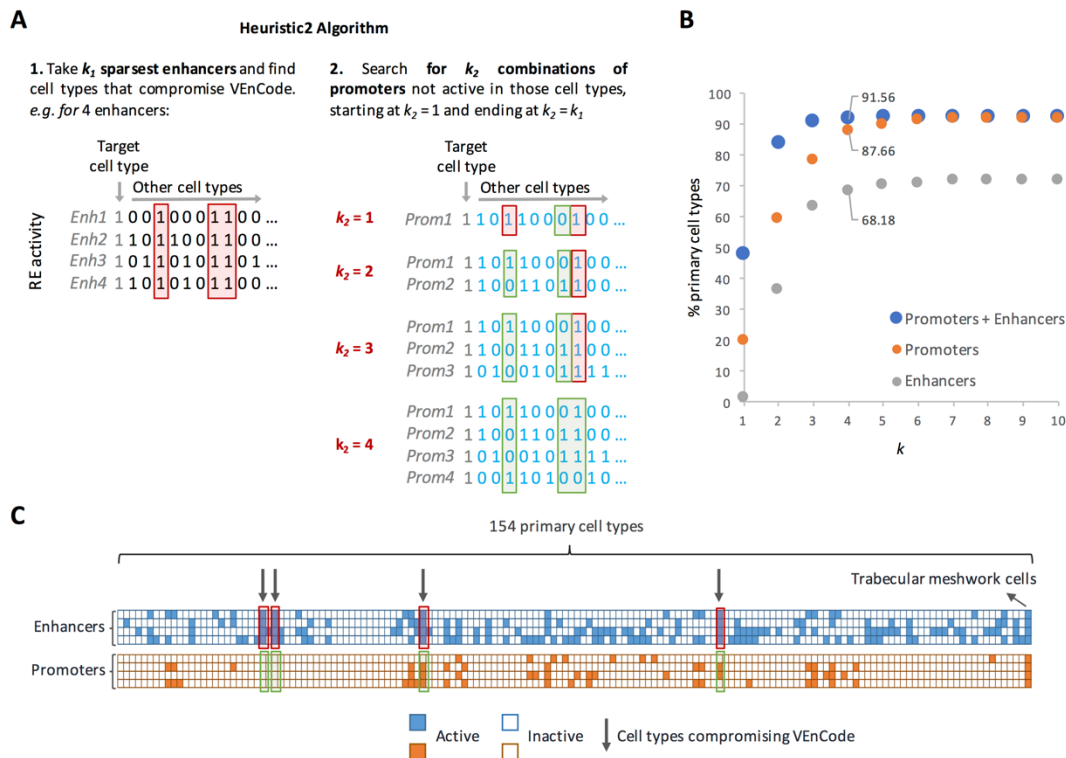 A
Heuristic2 Algorithm
1. Take k₁ sparsest enhancers and find
cell types that compromise VEnCode.
e.g. for 4 enhancers:
Target
cell type
Other cell types
RE activity
Enh1 1 0 0 1 0 0 0 1 1 0 0 ...
Enh2 1 1 0 1 1 0 0 1 1 0 0 ...
Enh3 1 0 1 1 0 1 0 1 1 0 1 ...
Enh4 1 1 0 1 0 1 0 1 1 0 0 ...
2. Search for k₂ combinations of
promoters not active in those cell types,
starting at k₂ = 1 and ending at k₂ = k₁
Target
cell type
Other cell types
k₂ = 1
Prom1 1 1 0 1 1 0 0 0 1 0 0 ...
k₂ = 2
Prom1 1 1 0 1 1 0 0 0 1 0 0 ...
Prom2 1 1 0 0 1 1 0 1 1 0 0 ...
k₂ = 3
Prom1 1 1 0 1 1 0 0 0 1 0 0 ...
Prom2 1 1 0 0 1 1 0 1 1 0 0 ...
Prom3 1 0 1 0 0 1 0 1 1 1 1 ...
k₂ = 4
Prom1 1 1 0 1 1 0 0 0 1 0 0 ...
Prom2 1 1 0 0 1 1 0 1 1 0 0 ...
Prom3 1 0 1 0 0 1 0 1 1 1 1 ...
Prom4 1 0 0 1 1 0 1 0 0 1 0 ...
B
% primary cell types
100
90
80
70
60
50
40
30
20
10
0
91.56
87.66
68.18
Promoters + Enhancers
Promoters
Enhancers
1 2 3 4 5 6 7 8 9 10
k
C
154 primary cell types
Trabecular meshwork cells
Enhancers
Promoters
Active
Inactive
Cell types compromising VEnCode